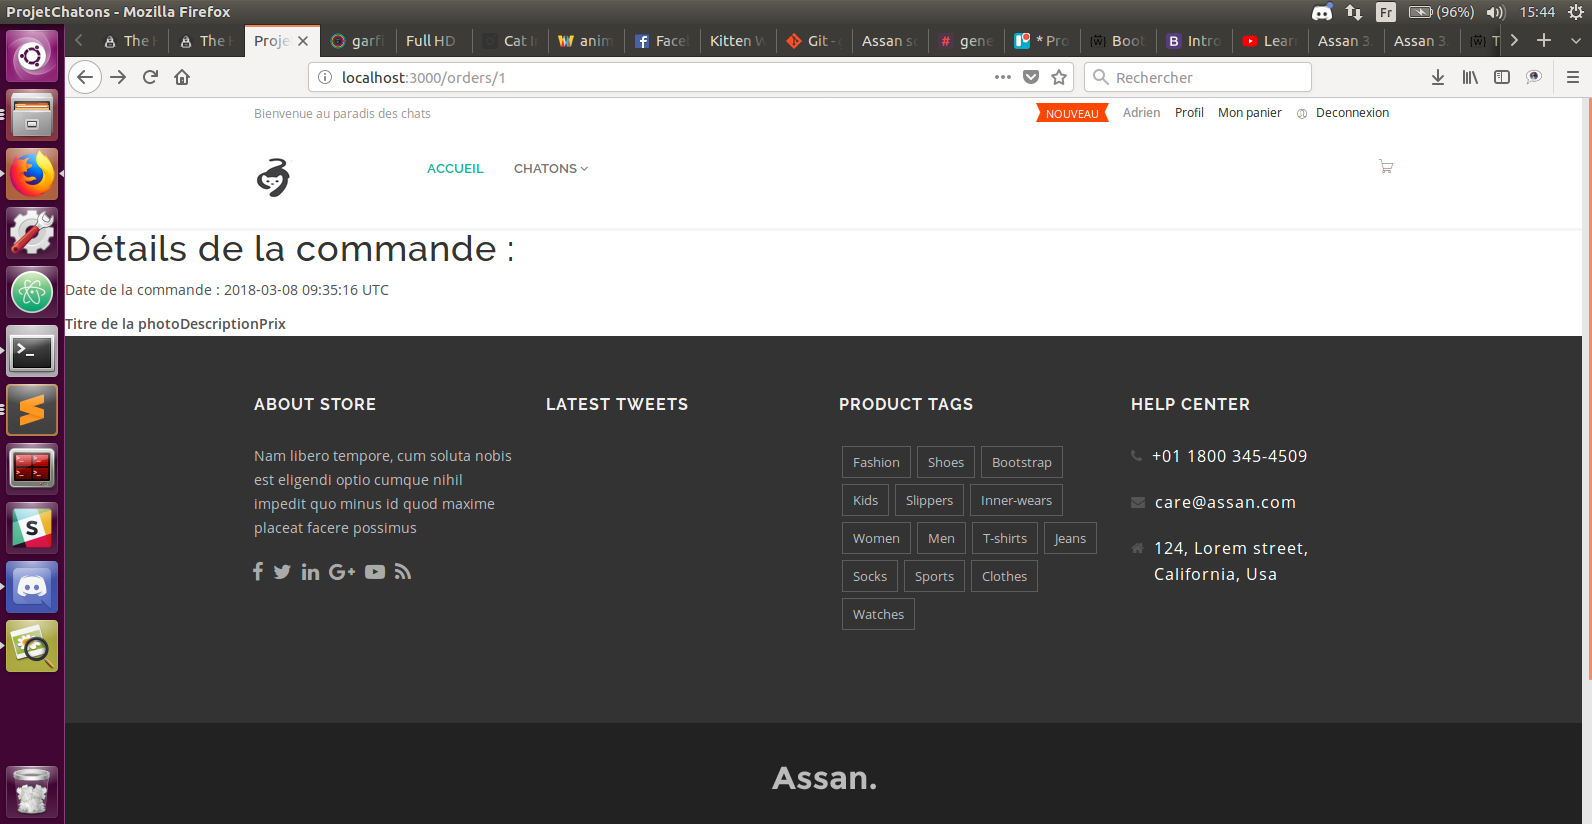 ProjetChatons - Mozilla Firefox
Fr (96%) 15:44
The H The H Proje garfi Full HD Cat I anim Face Kitten W Git - Assan sc # gene * Pro Boot B Intro Lear Assan 3. Assan 3. T
localhost:3000/orders/1 Rechercher
Bienvenue au paradis des chats NOUVEAU Adrien Profil Mon panier Deconnexion
ACCUEIL CHATONS
Détails de la commande :
Date de la commande : 2018-03-08 09:35:16 UTC
Titre de la photoDescriptionPrix
ABOUT STORE LATEST TWEETS PRODUCT TAGS HELP CENTER
Nam libero tempore, cum soluta nobis
est eligendi optio cumque nihil
impedit quo minus id quod maxime
placeat facere possimus
Fashion Shoes Bootstrap
Kids Slippers Inner-wears
Women Men T-shirts Jeans
Socks Sports Clothes
Watches
+01 1800 345-4509
care@assan.com
124, Lorem street,
California, Usa
Assan.